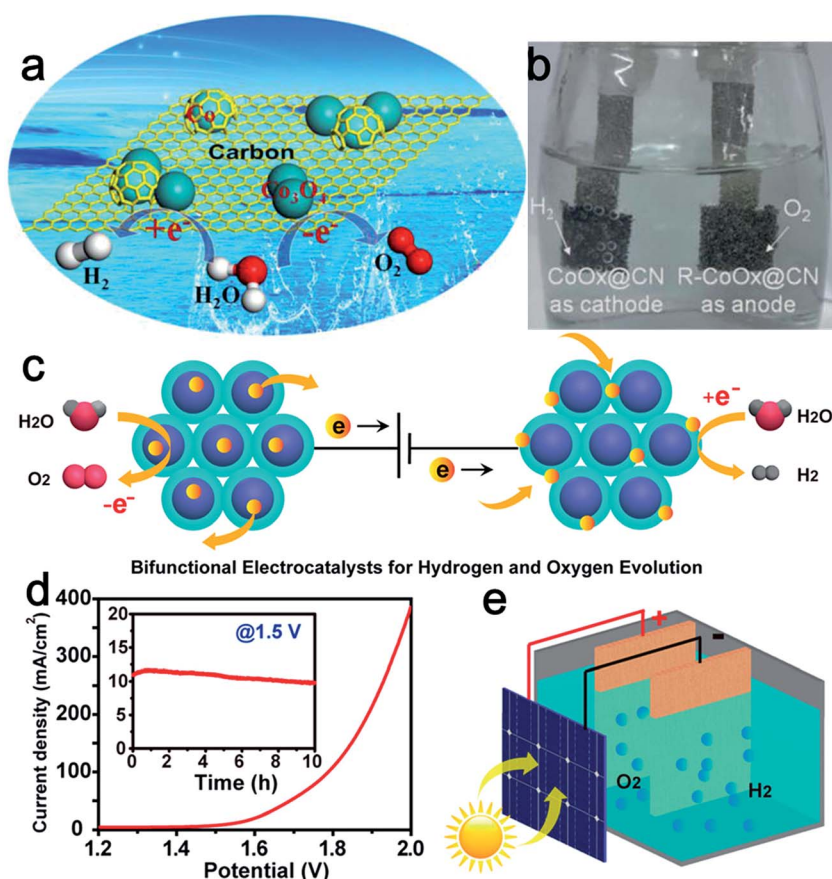 a
Co
Carbon
Co3O4
+e-
-e-
H2
H2O
O2
b
H2
O2
CoOx@CN
as cathode
R-CoOx@CN
as anode
c
H2O
O2
-e-
e
e
+e-
H2O
H2
Bifunctional Electrocatalysts for Hydrogen and Oxygen Evolution
d
Current density (mA/cm2)
400
300
200
100
0
20
15
10
5
0
@1.5 V
0 2 4 6 8 10
Time (h)
1.2 1.4 1.6 1.8 2.0
Potential (V)
e
+
-
O2
H2